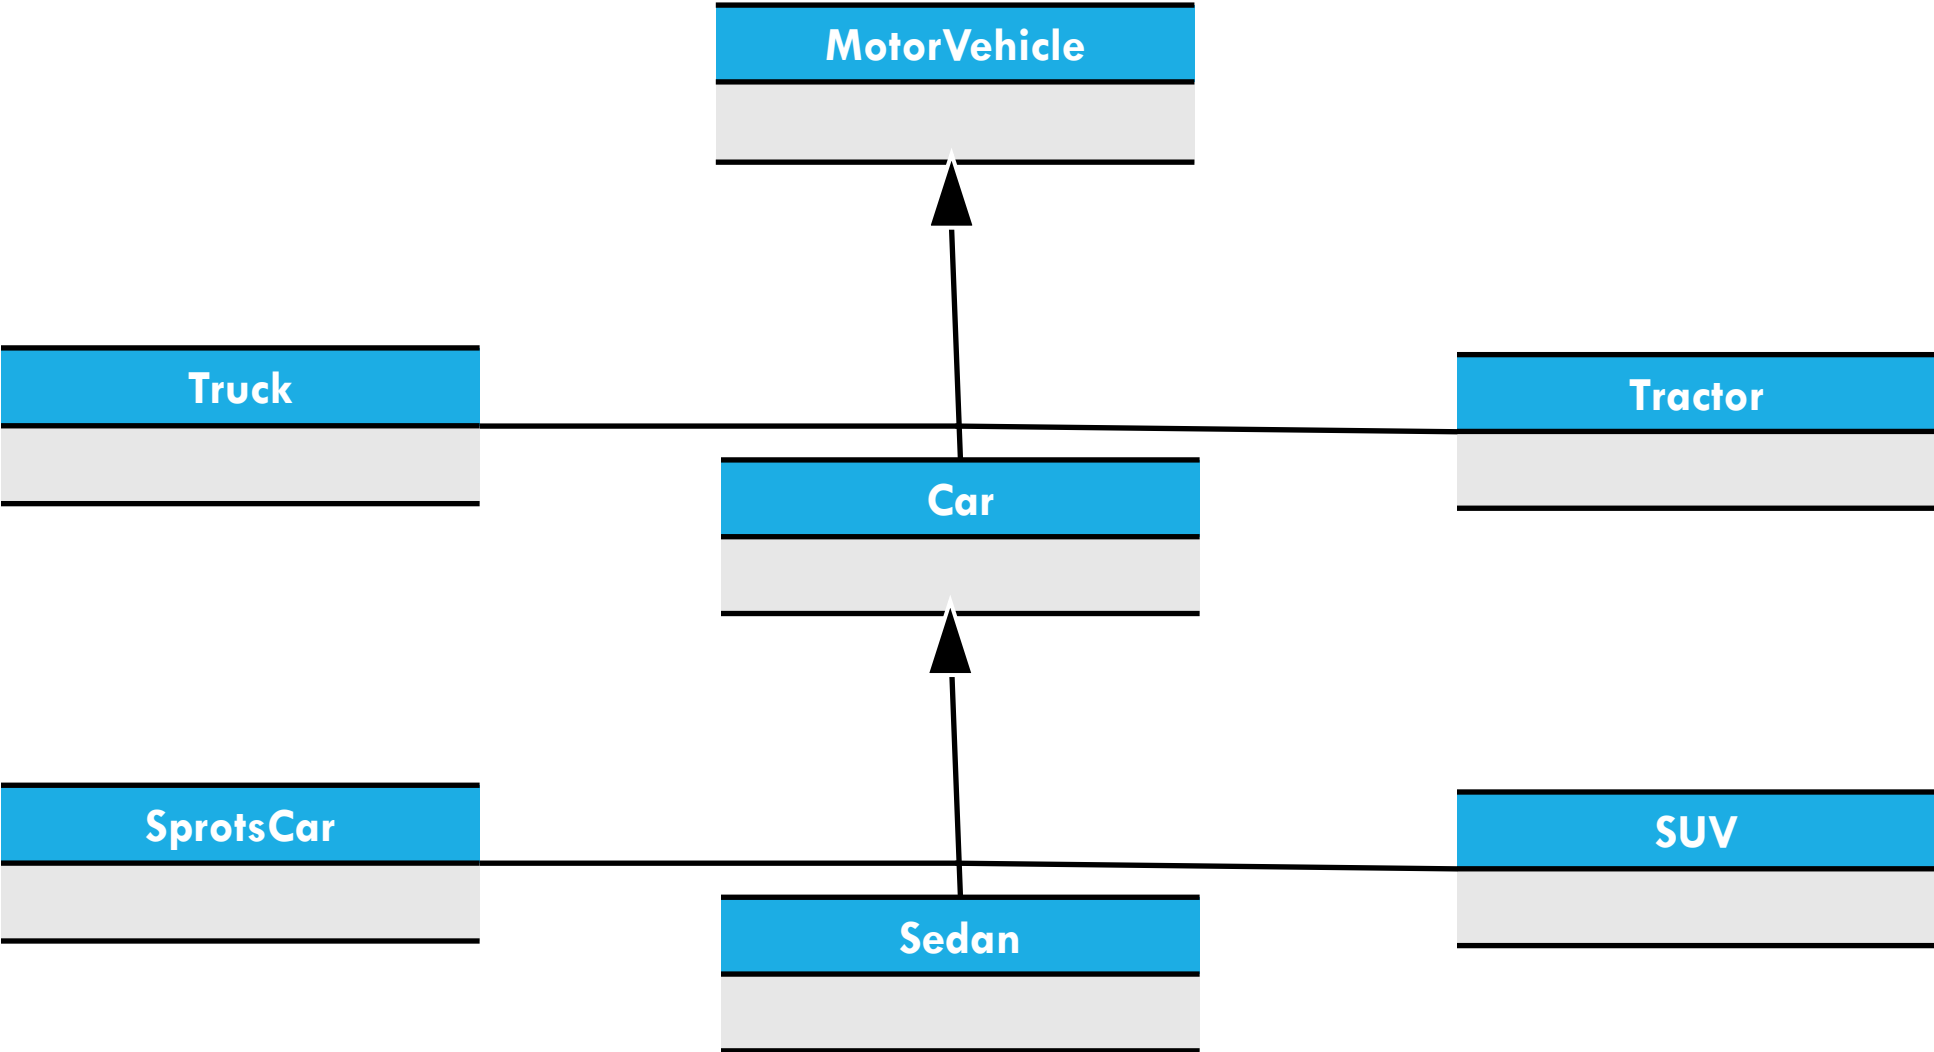 MotorVehicle
Truck
Tractor
Car
SprotsCar
SUV
Sedan